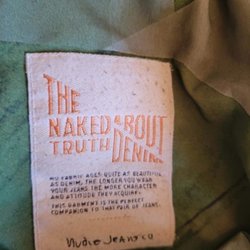 THE
NAKED ABOUT
TRUTH DENIM
NO FABRIC AGES QUITE AS BEAUTIFUL
AS DENIM. THE LONGER YOU WEAR
YOUR JEANS, THE MORE CHARACTER
AND ATTITUDE THEY ACQUIRE.
THIS GARMENT IS THE PERFECT
COMPANION TO THAT PAIR OF JEANS.
nudie jeans co